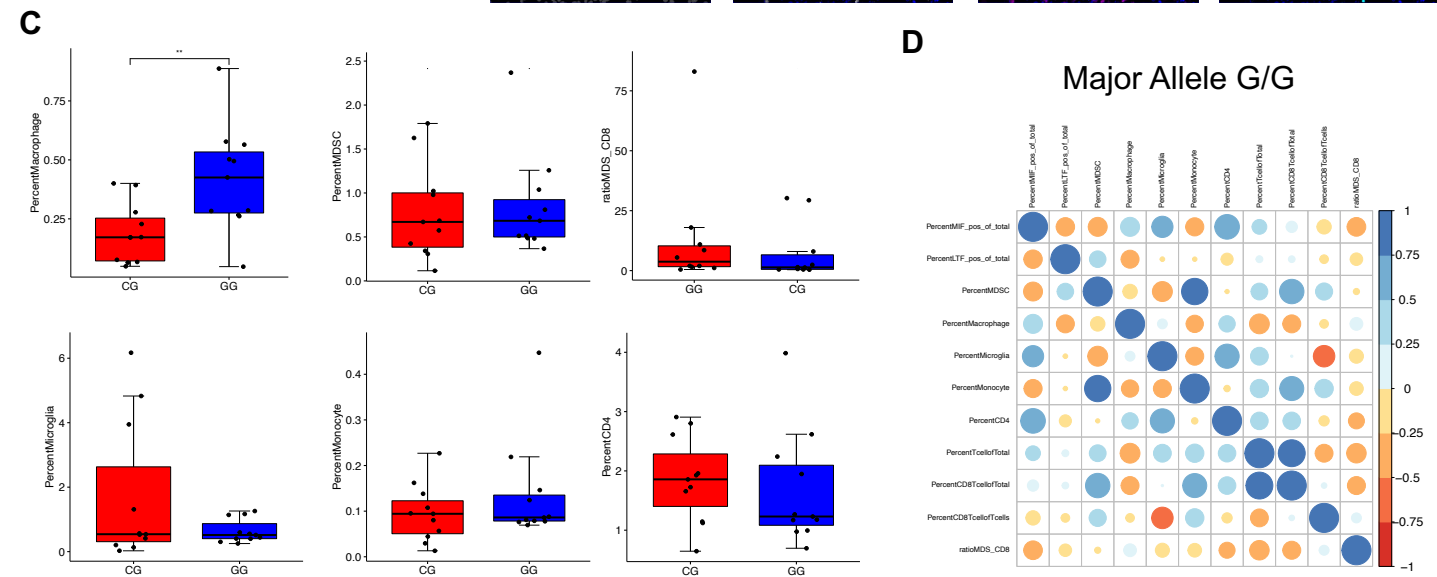 C
**
PercentMacrophage
0.75
0.50
0.25
CG
GG
PercentMDSC
2.5
2.0
1.5
1.0
0.5
0.0
CG
GG
ratioMDS_CD8
75
50
25
0
GG
CG
PercentMicroglia
6
4
2
0
CG
GG
PercentMonocyte
0.4
0.3
0.2
0.1
0.0
CG
GG
PercentCD4
4
3
2
1
CG
GG
D
Major Allele G/G
PercentMIF_pos_of_total
PercentLTF_pos_of_total
PercentMDSC
PercentMacrophage
PercentMicroglia
PercentMonocyte
PercentCD4
PercentTcellofTotal
PercentCD8TcellofTotal
PercentCD8TcellofTcells
ratioMDS_CD8
PercentMIF_pos_of_total
PercentLTF_pos_of_total
PercentMDSC
PercentMacrophage
PercentMicroglia
PercentMonocyte
PercentCD4
PercentTcellofTotal
PercentCD8TcellofTotal
PercentCD8TcellofTcells
ratioMDS_CD8
1
0.75
0.5
0.25
0
−0.25
−0.5
−0.75
−1